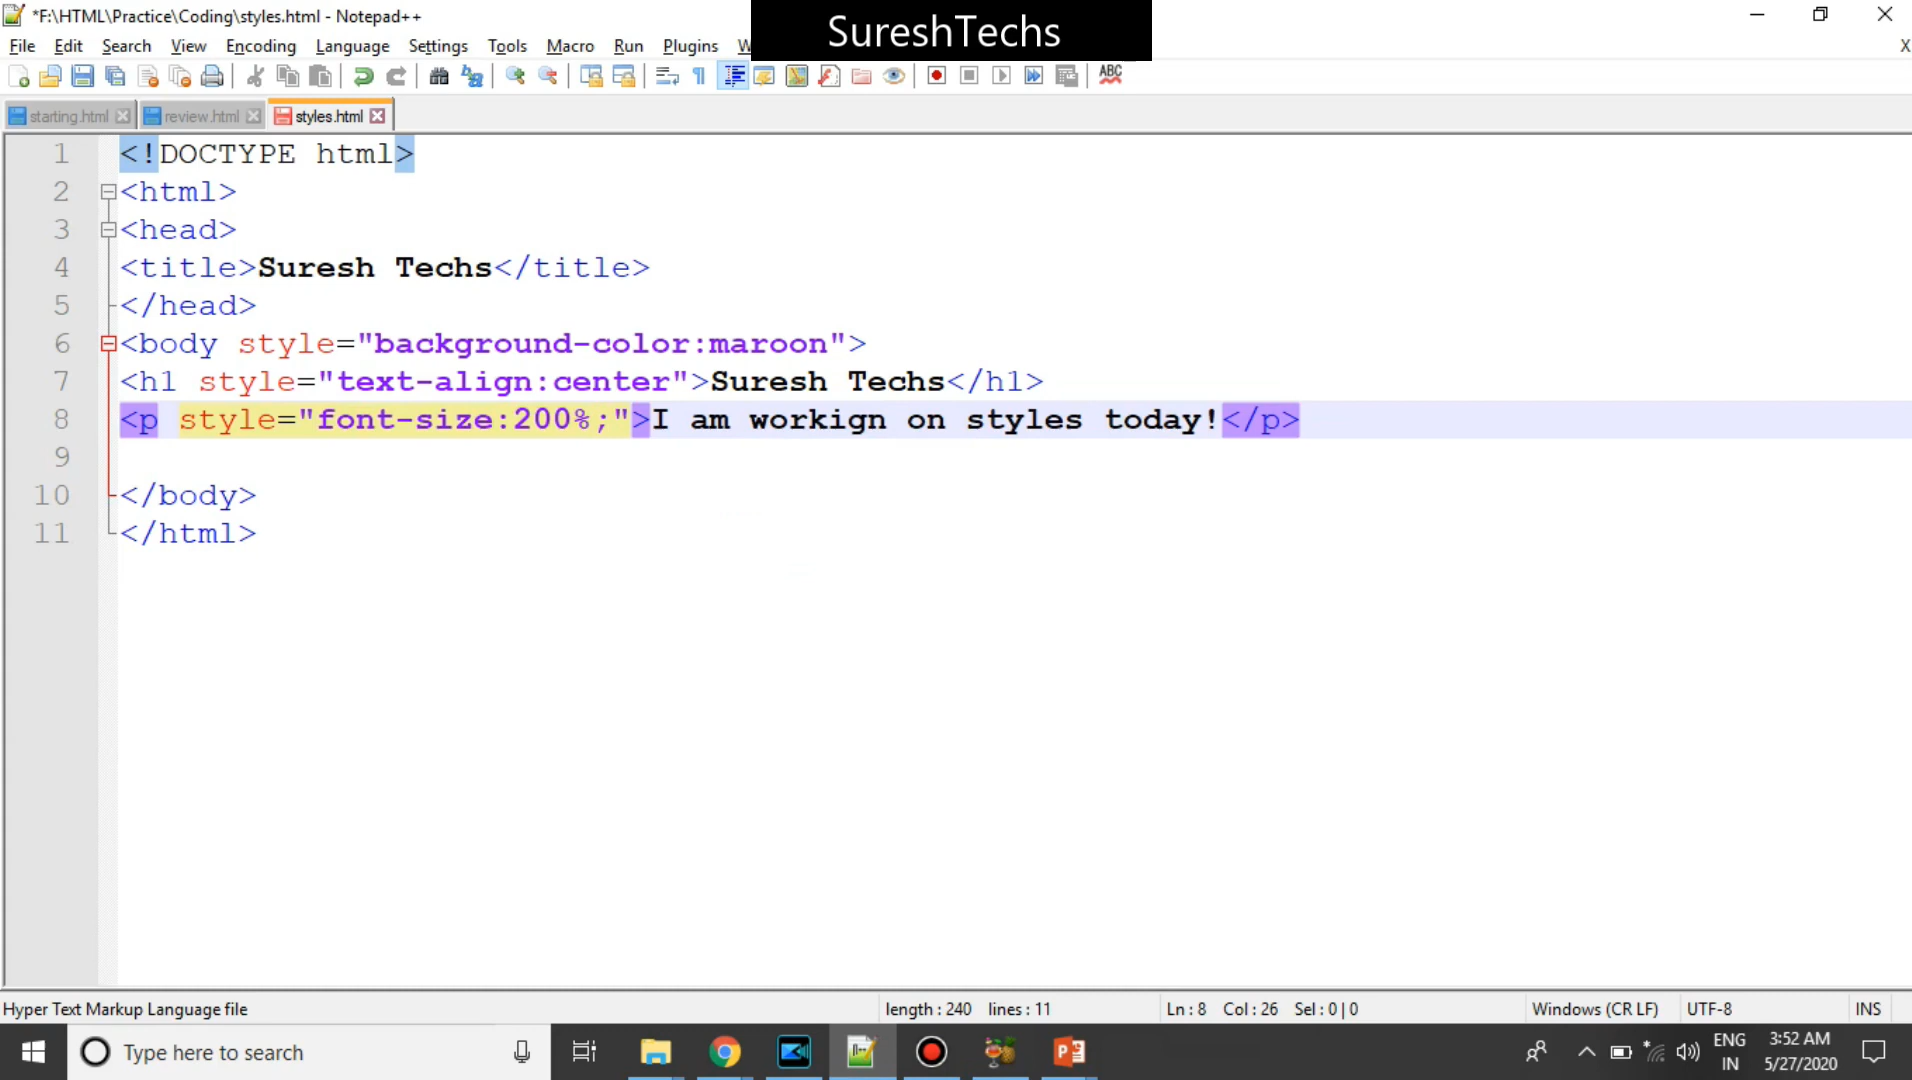 *F:\HTML\Practice\Coding\styles.html - Notepad++
SureshTechs
File Edit Search View Encoding Language Settings Tools Macro Run Plugins W X
ABC
starting.html review.html styles.html
1 <!DOCTYPE html>
2 <html>
3 <head>
4 <title>Suresh Techs</title>
5 </head>
6 <body style="background-color:maroon">
7 <h1 style="text-align:center">Suresh Techs</h1>
8 <p style="font-size:200%;">I am workign on styles today!</p>
9
10 </body>
11 </html>
Hyper Text Markup Language file length : 240 lines : 11 Ln : 8 Col : 26 Sel : 0 | 0 Windows (CR LF) UTF-8 INS
Type here to search
ENG 3:52 AM
IN 5/27/2020